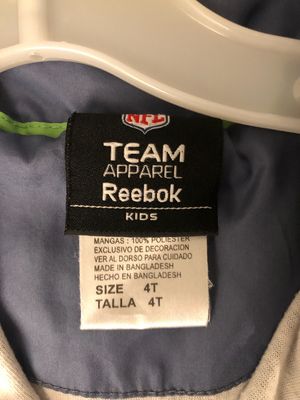 NFL
TEAM
APPAREL
Reebok
KIDS
MANGAS : 100% POLIESTER
EXCLUSIVO DE DECORACION
VER AL DORSO PARA CUIDADO
MADE IN BANGLADESH
HECHO EN BANGLADESH
SIZE 4T
TALLA 4T